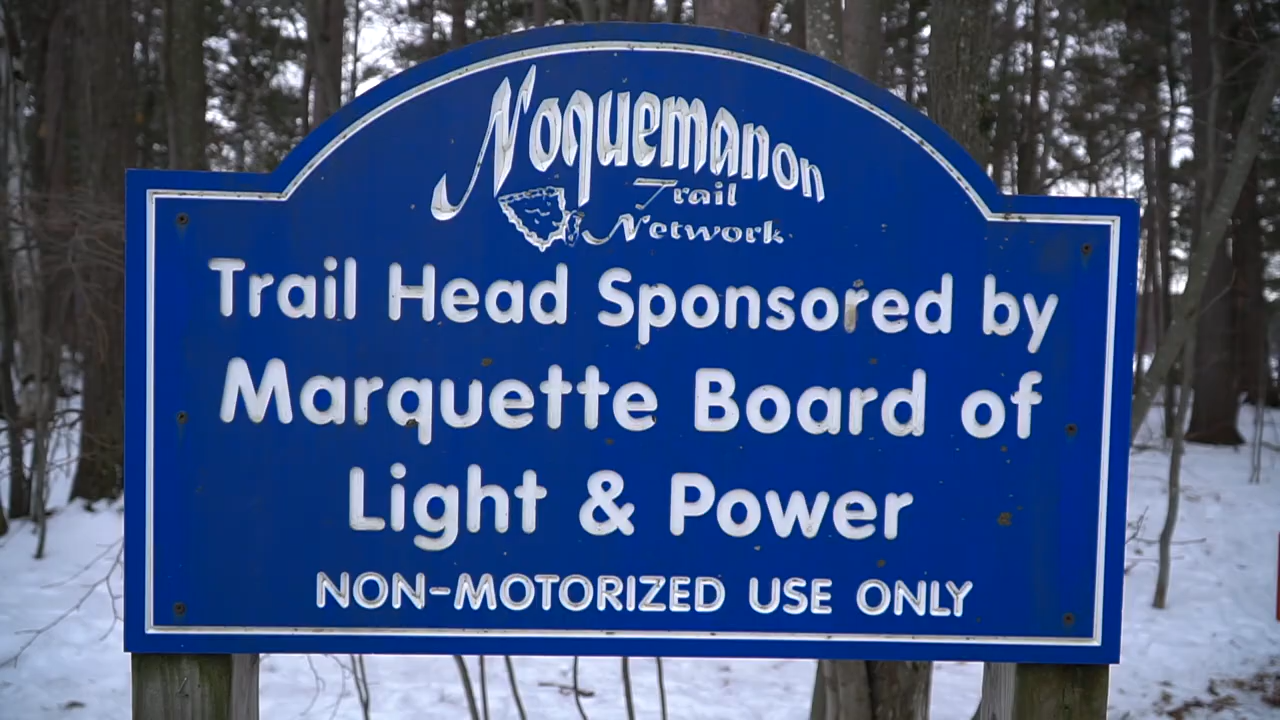 Noquemanon
Trail
Network
Trail Head Sponsored by
Marquette Board of
Light & Power
NON-MOTORIZED USE ONLY